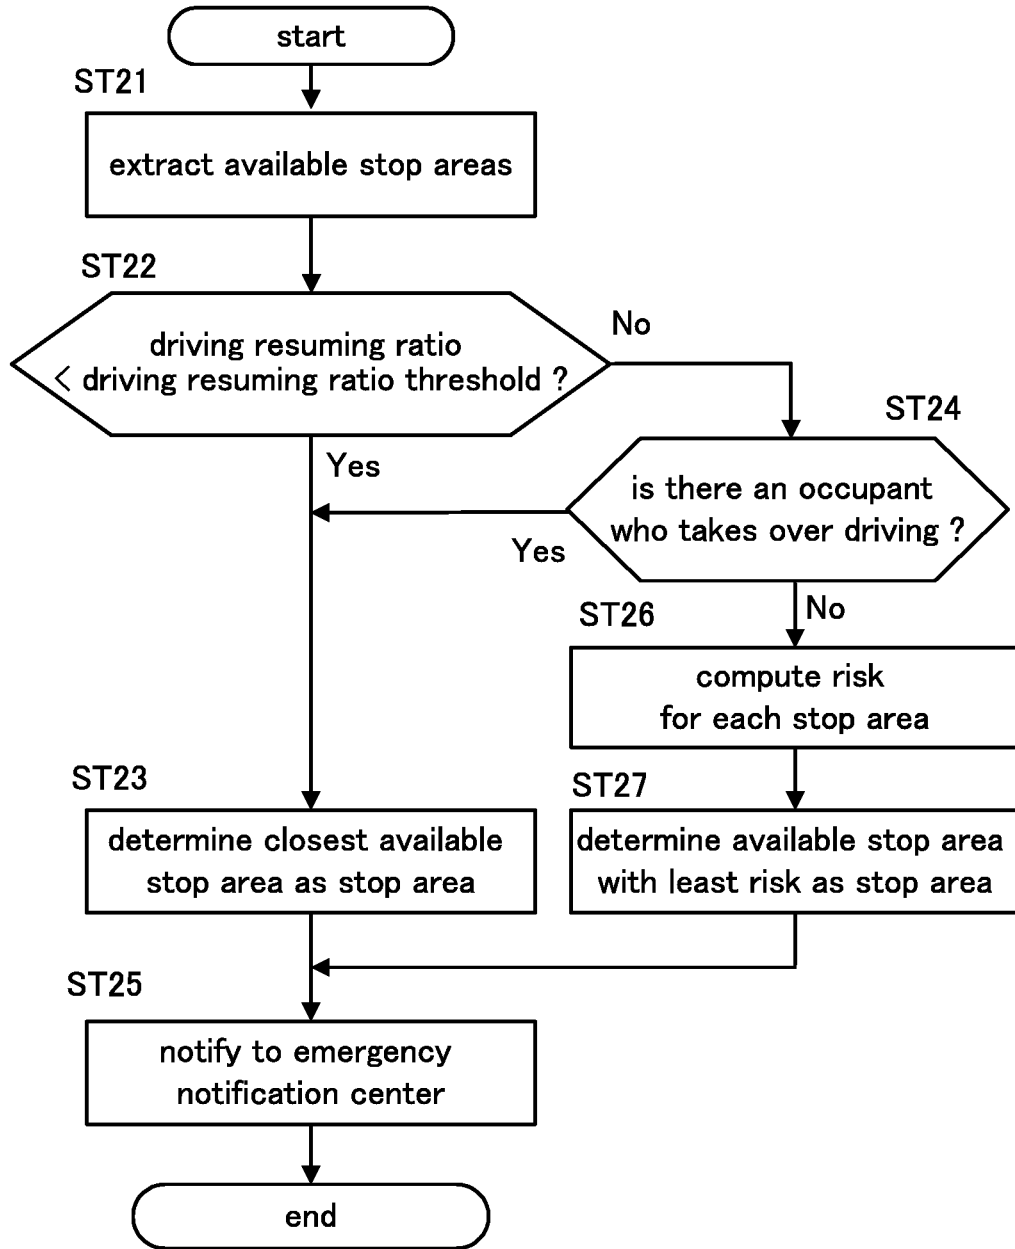 start
ST21
extract available stop areas
ST22
driving resuming ratio
< driving resuming ratio threshold ?
No
Yes
ST24
is there an occupant
who takes over driving ?
Yes
No
ST26
compute risk
for each stop area
ST23
determine closest available
stop area as stop area
ST27
determine available stop area
with least risk as stop area
ST25
notify to emergency
notification center
end